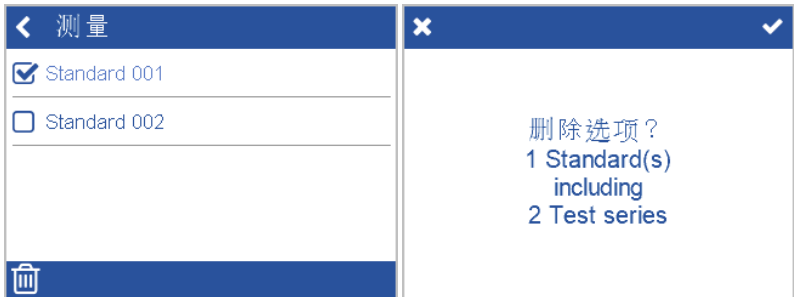 测量
Standard 001
Standard 002
删除选项？
1 Standard(s)
including
2 Test series